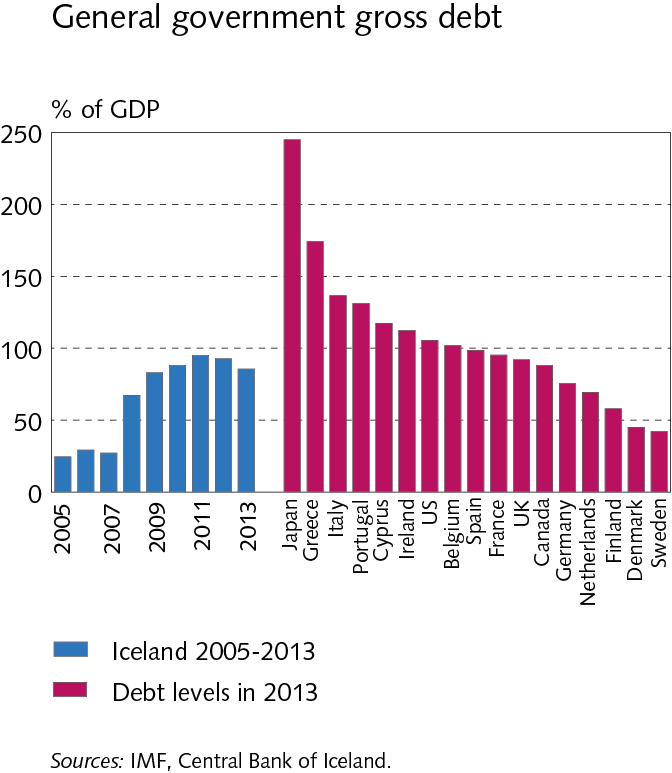 General government gross debt
% of GDP
250
200
150
100
50
0
2005
2007
2009
2011
2013
Japan
Greece
Italy
Portugal
Cyprus
Ireland
US
Belgium
Spain
France
UK
Canada
Germany
Netherlands
Finland
Denmark
Sweden
Iceland 2005-2013
Debt levels in 2013
Sources: IMF, Central Bank of Iceland.